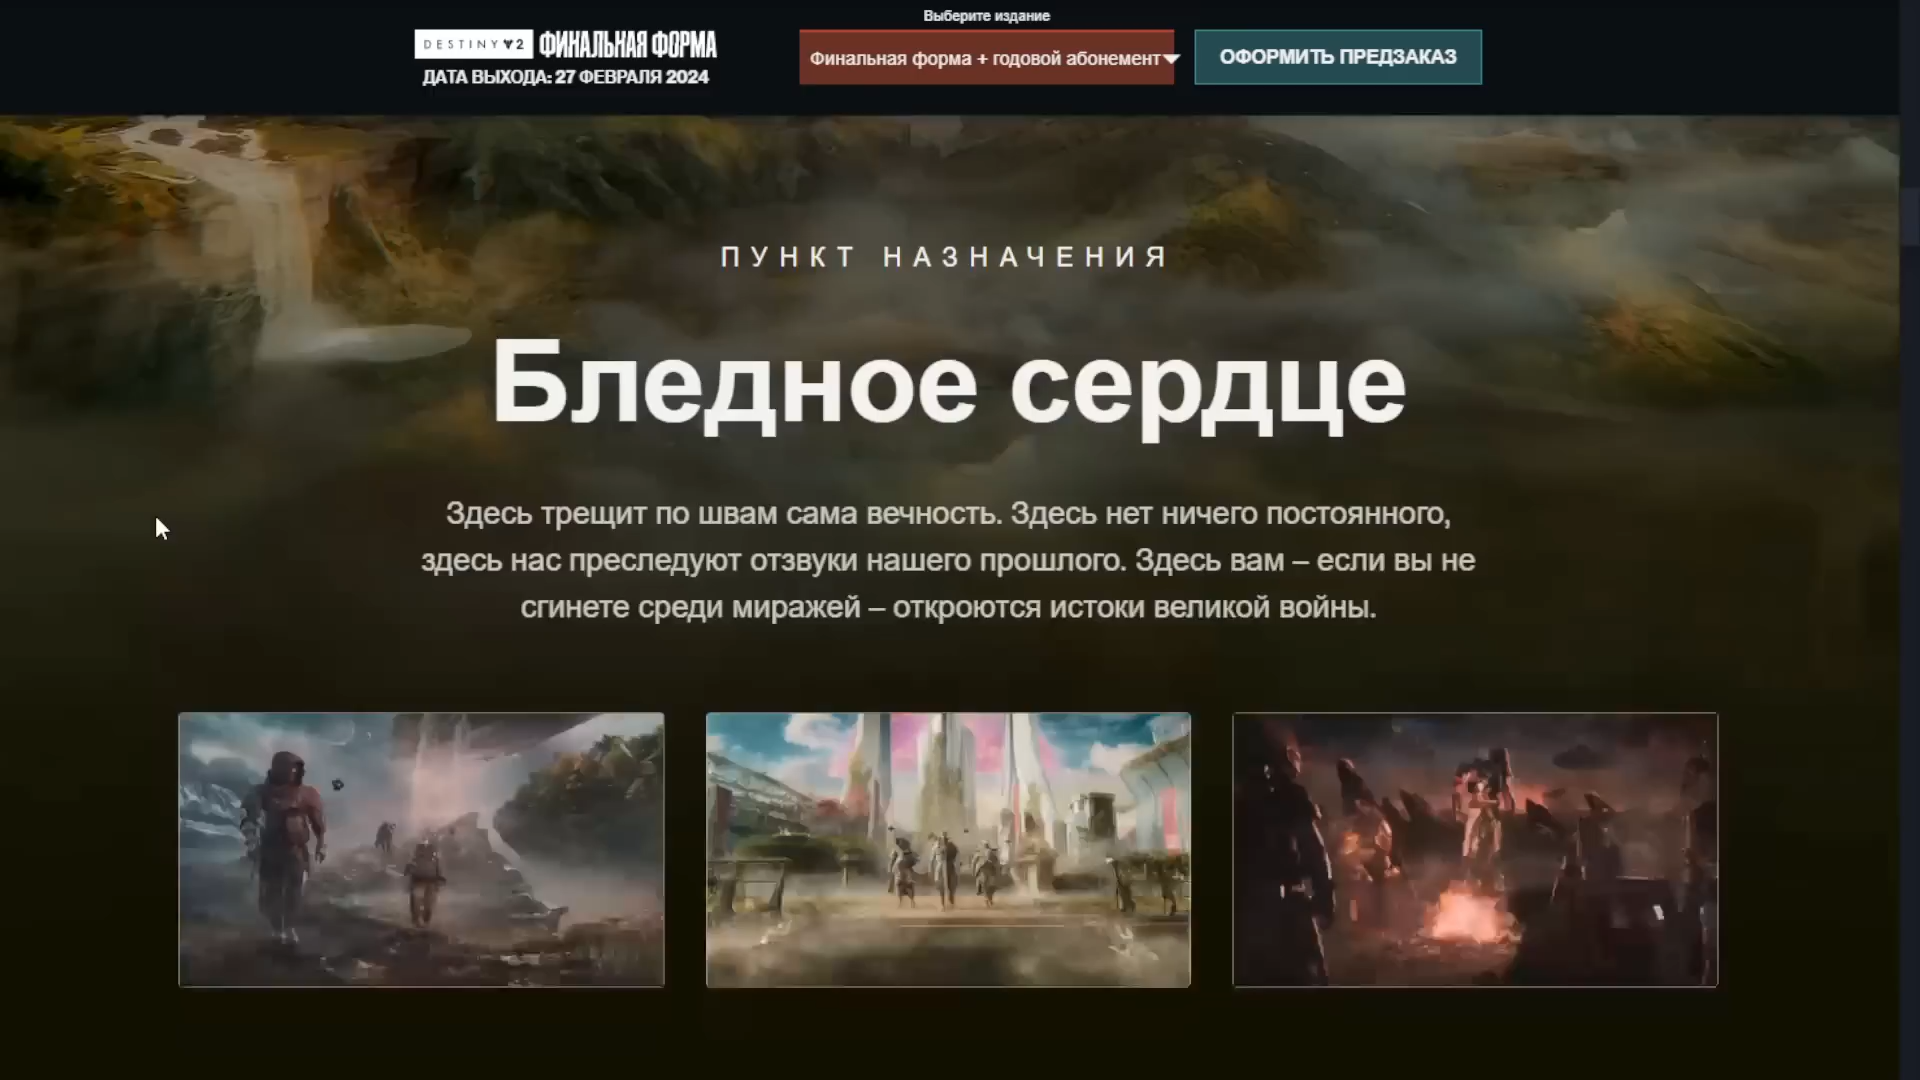 Выберите издание
DESTINY 2 ФИНАЛЬНАЯ ФОРМА
ДАТА ВЫХОДА: 27 ФЕВРАЛЯ 2024
Финальная форма + годовой абонемент
ОФОРМИТЬ ПРЕДЗАКАЗ
ПУНКТ НАЗНАЧЕНИЯ
Бледное сердце
Здесь трещит по швам сама вечность. Здесь нет ничего постоянного,
здесь нас преследуют отзвуки нашего прошлого. Здесь вам – если вы не
сгинете среди миражей – откроются истоки великой войны.